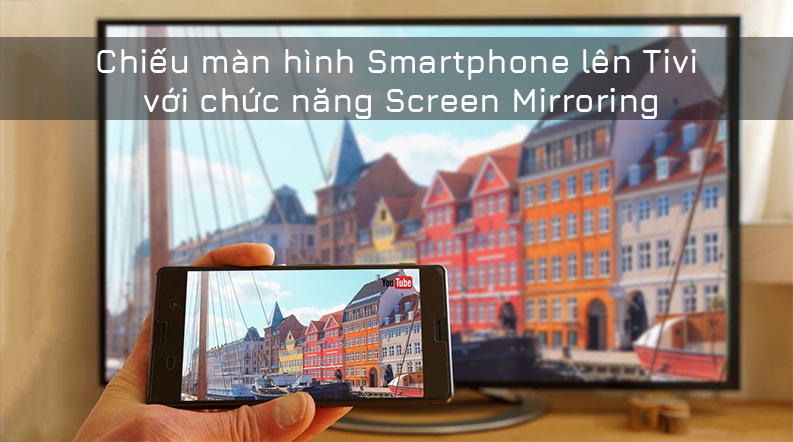 Chiếu màn hình Smartphone lên Tivi
với chức năng Screen Mirroring
YouTube